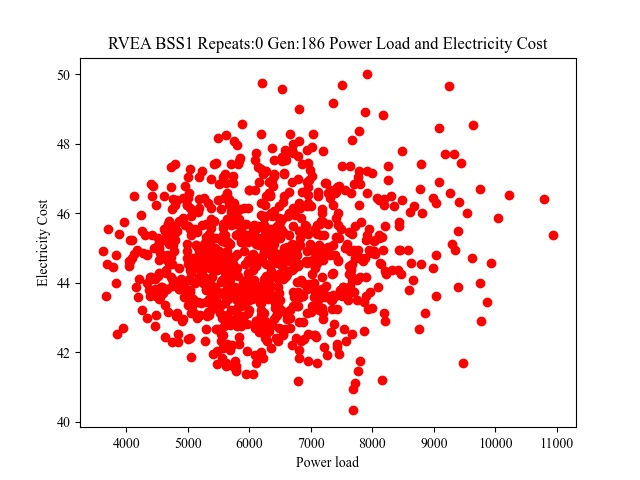 RVEA BSS1 Repeats:0 Gen:186 Power Load and Electricity Cost
50
48
46
44
42
40
Electricity Cost
4000 5000 6000 7000 8000 9000 10000 11000
Power load